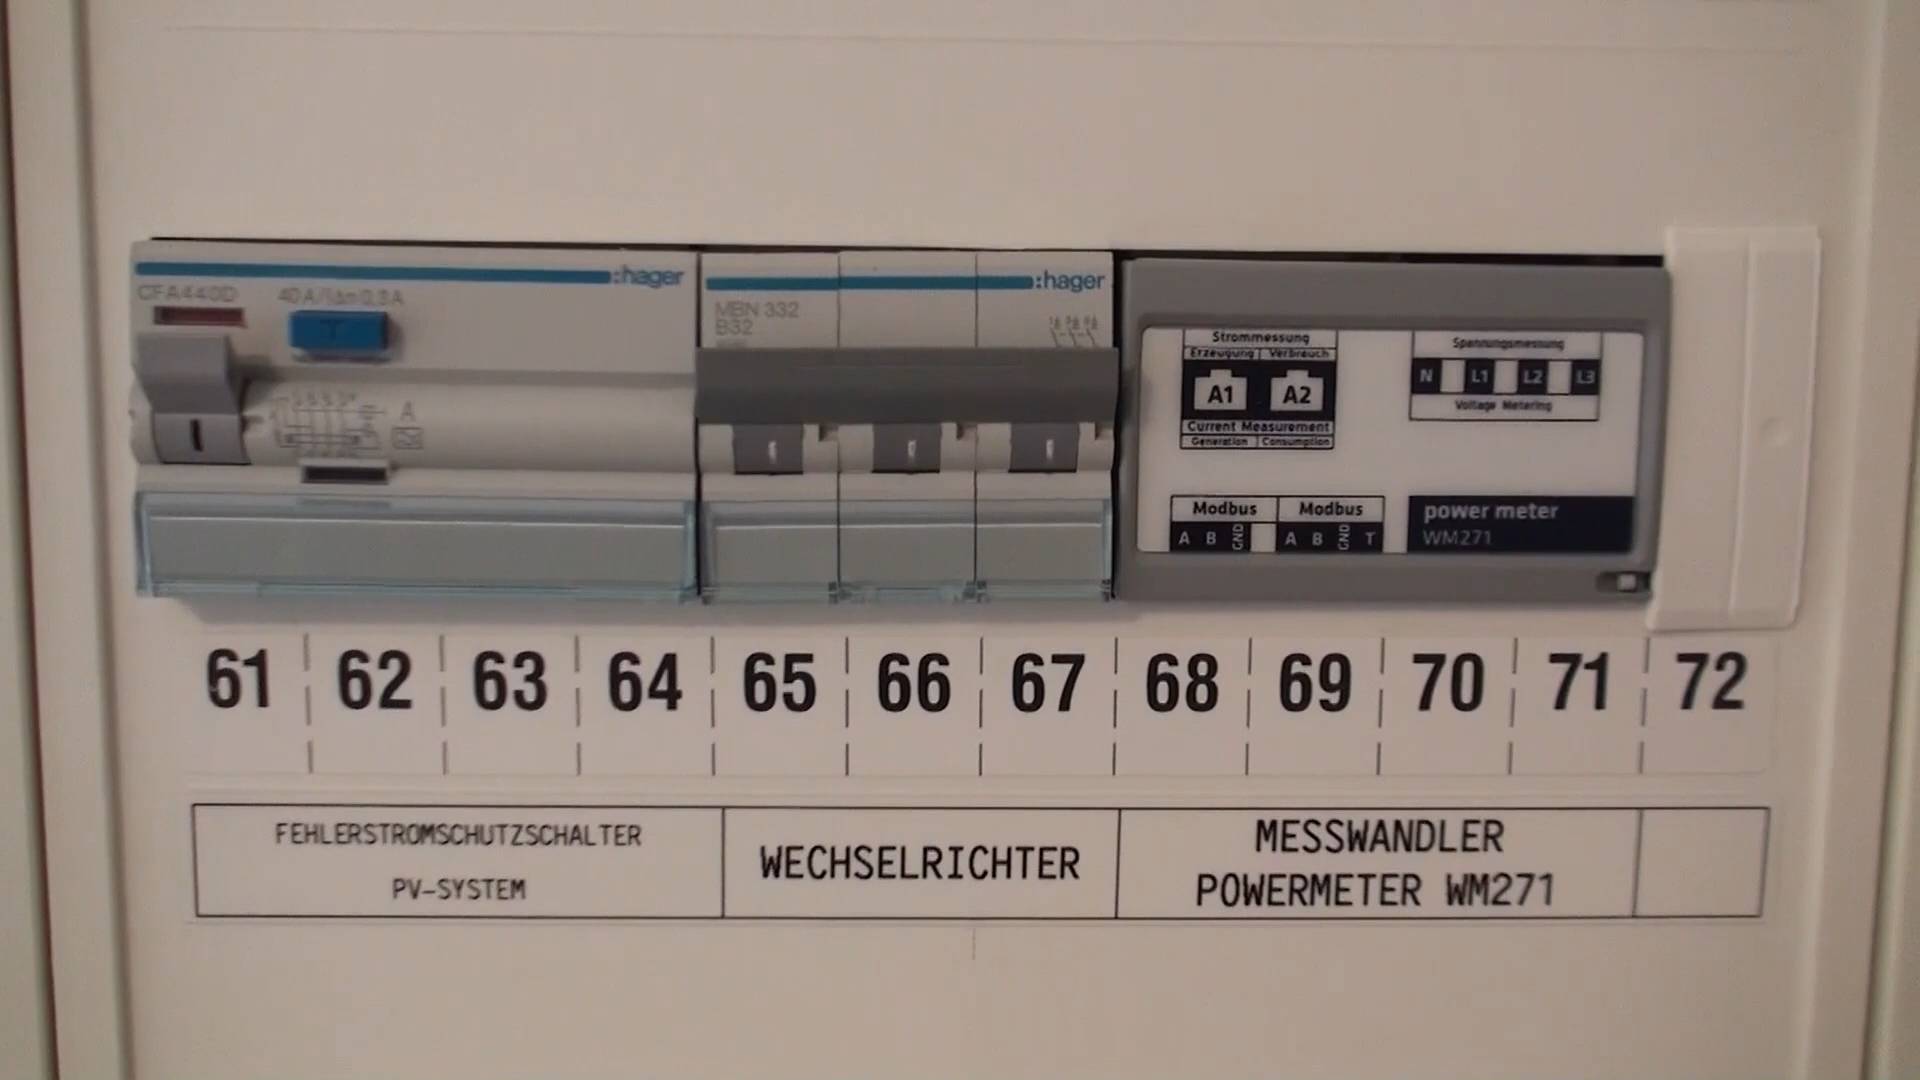 :hager
CFA440D 40A/I∆n 0,3A
T
A
:hager
MBN 332
B32
Strommessung
Erzeugung Verbrauch
A1 A2
Current Measurement
Generation Consumption
Spannungsmessung
N L1 L2 L3
Voltage Metering
Modbus Modbus
A B GND A B GND T
power meter
WM271
61 62 63 64 65 66 67 68 69 70 71 72
FEHLERSTROMSCHUTZSCHALTER
PV-SYSTEM
WECHSELRICHTER
MESSWANDLER
POWERMETER WM271